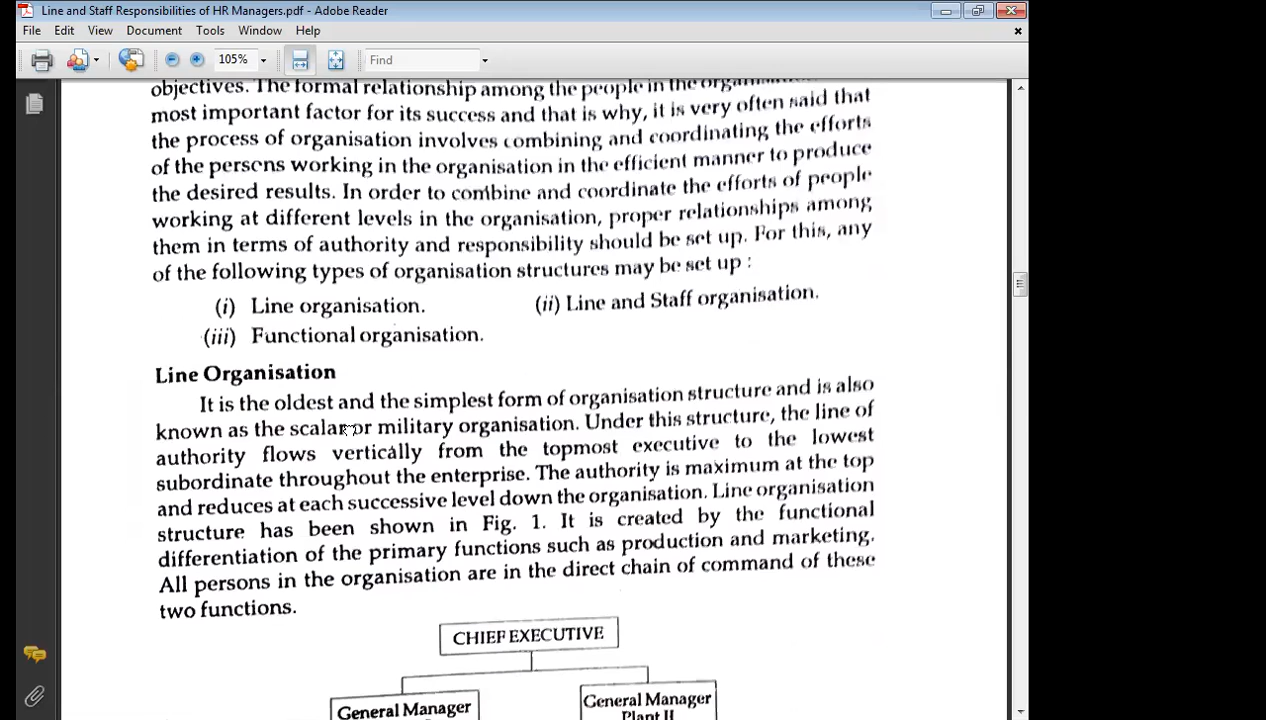 Line and Staff Responsibilities of HR Managers.pdf - Adobe Reader
File Edit View Document Tools Window Help
105% Find
objectives. The formal relationship among the people in the
most important factor for its success and that is why, it is very often said that
the process of organisation involves combining and coordinating the efforts
of the persons working in the organisation in the efficient manner to produce
the desired results. In order to combine and coordinate the efforts of people
working at different levels in the organisation, proper relationships among
them in terms of authority and responsibility should be set up. For this, any
of the following types of organisation structures may be set up :
(i) Line organisation. (ii) Line and Staff organisation.
(iii) Functional organisation.
Line Organisation
It is the oldest and the simplest form of organisation structure and is also
known as the scalar or military organisation. Under this structure, the line of
authority flows vertically from the topmost executive to the lowest
subordinate throughout the enterprise. The authority is maximum at the top
and reduces at each successive level down the organisation. Line organisation
structure has been shown in Fig. 1. It is created by the functional
differentiation of the primary functions such as production and marketing.
All persons in the organisation are in the direct chain of command of these
two functions.
CHIEF EXECUTIVE
General Manager
General Manager
Plant II